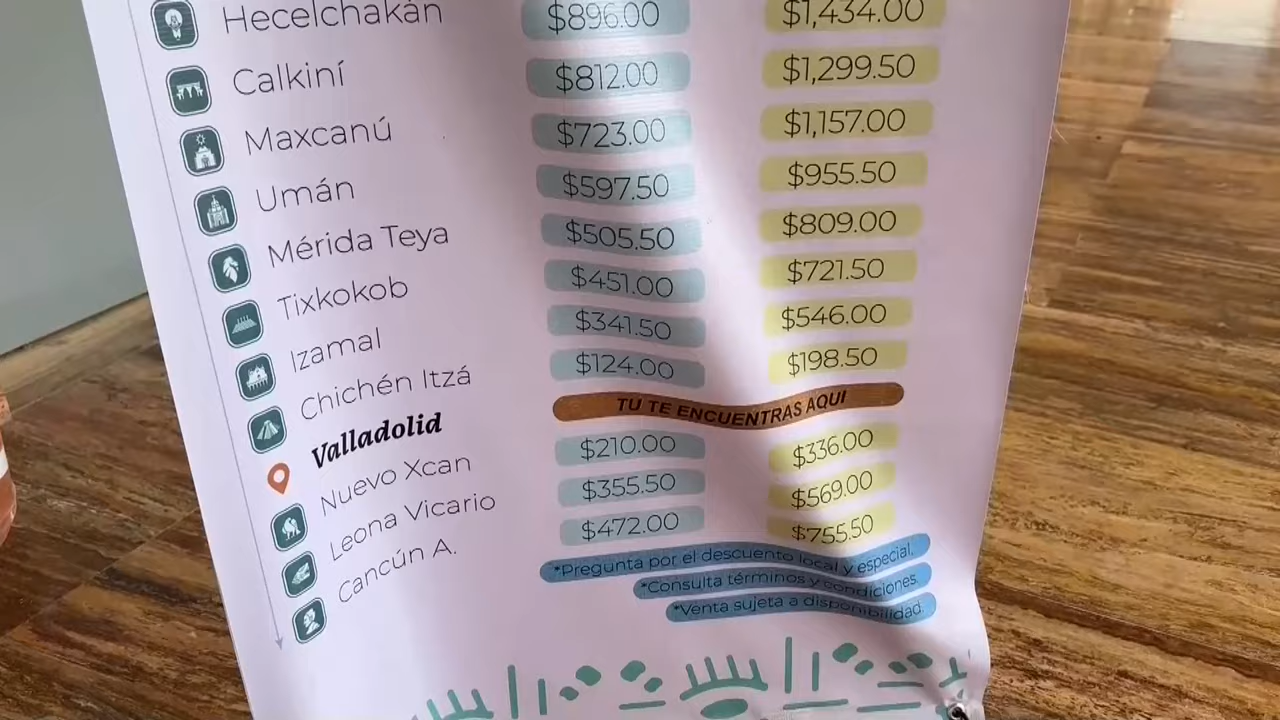 Hecelchakán $896.00 $1,434.00
Calkiní $812.00 $1,299.50
Maxcanú $723.00 $1,157.00
Umán $597.50 $955.50
Mérida Teya $505.50 $809.00
Tixkokob $451.00 $721.50
Izamal $341.50 $546.00
Chichén Itzá $124.00 $198.50
Valladolid TU TE ENCUENTRAS AQUI
Nuevo Xcan $210.00 $336.00
Leona Vicario $355.50 $569.00
Cancún A. $472.00 $755.50
*Pregunta por el descuento local y especial.
*Consulta términos y condiciones.
*Venta sujeta a disponibilidad.